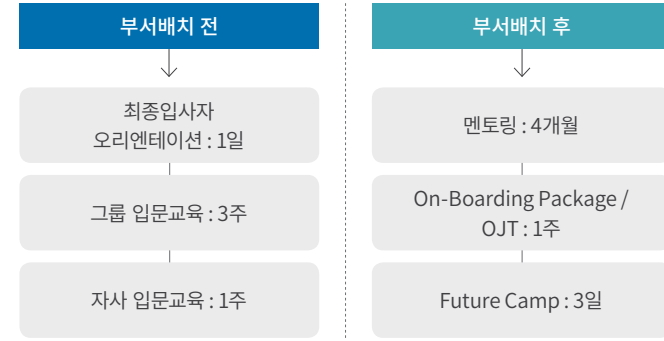 부서배치 전
최종입사자
오리엔테이션 : 1일
그룹 입문교육 : 3주
자사 입문교육 : 1주
부서배치 후
멘토링 : 4개월
On-Boarding Package /
OJT : 1주
Future Camp : 3일